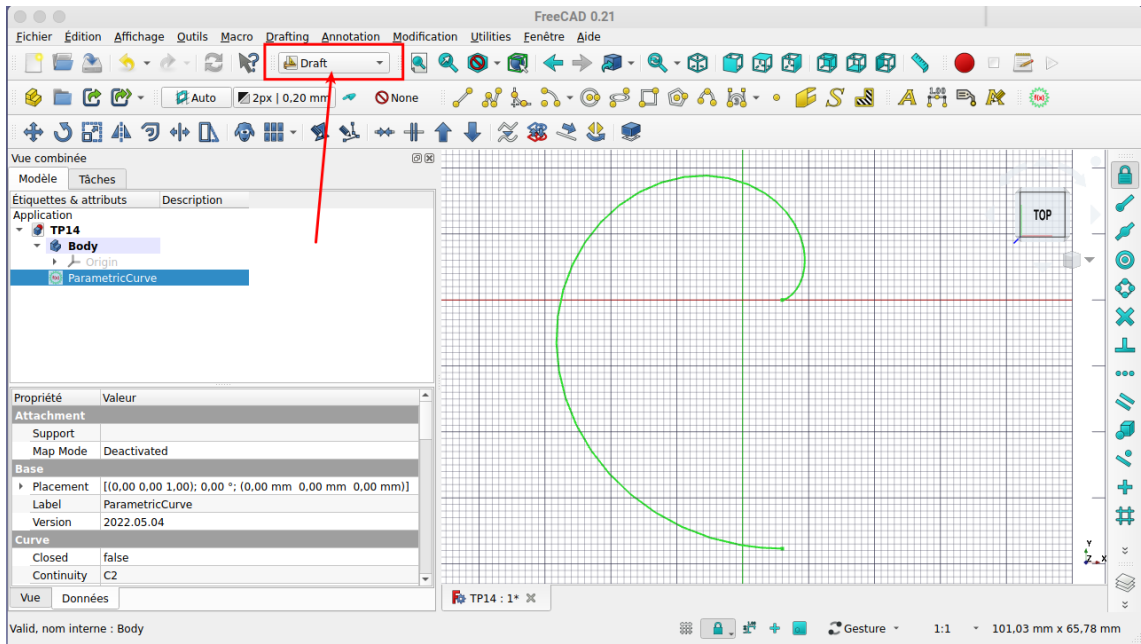 FreeCAD 0.21
Fichier Édition Affichage Outils Macro Drafting Annotation Modification Utilities Fenêtre Aide
Draft
Auto 2px | 0,20 mm None
Vue combinée
Modèle Tâches
Étiquettes & attributs Description
Application
TP14
Body
Origin
ParametricCurve
TOP
Propriété Valeur
Attachment
Support
Map Mode Deactivated
Base
Placement [(0,00 0,00 1,00); 0,00 °; (0,00 mm 0,00 mm 0,00 mm)]
Label ParametricCurve
Version 2022.05.04
Curve
Closed false
Continuity C2
Y
Z X
Vue Données
TP14 : 1*
Valid, nom interne : Body
Gesture 1:1 101,03 mm x 65,78 mm